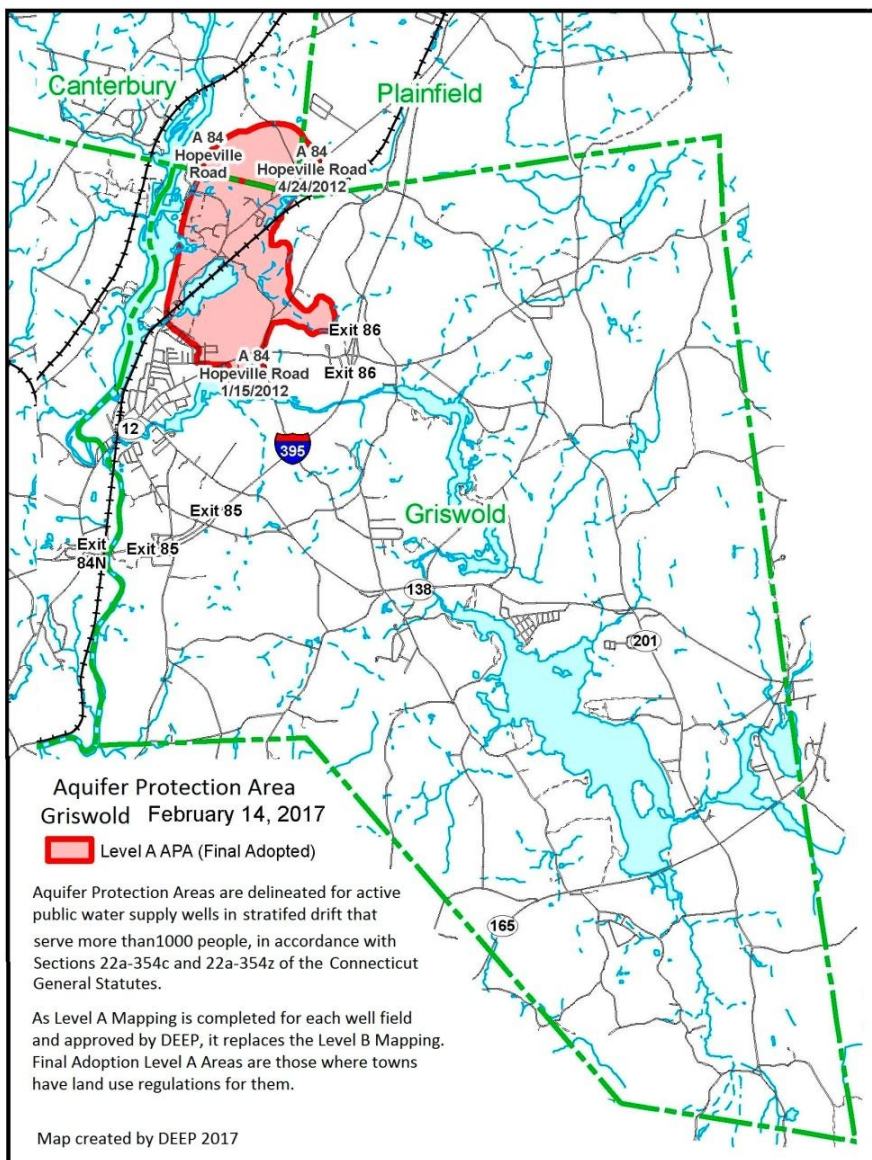 Canterbury
Plainfield
A 84
Hopeville
Road
A 84
Hopeville Road
4/24/2012
Exit 86
A 84
Hopeville Road
1/15/2012
Exit 86
12
395
Griswold
Exit 85
Exit
84N
Exit 85
138
201
Aquifer Protection Area
Griswold February 14, 2017
Level A APA (Final Adopted)
Aquifer Protection Areas are delineated for active
public water supply wells in stratifed drift that
serve more than1000 people, in accordance with
Sections 22a-354c and 22a-354z of the Connecticut
General Statutes.
165
As Level A Mapping is completed for each well field
and approved by DEEP, it replaces the Level B Mapping.
Final Adoption Level A Areas are those where towns
have land use regulations for them.
Map created by DEEP 2017